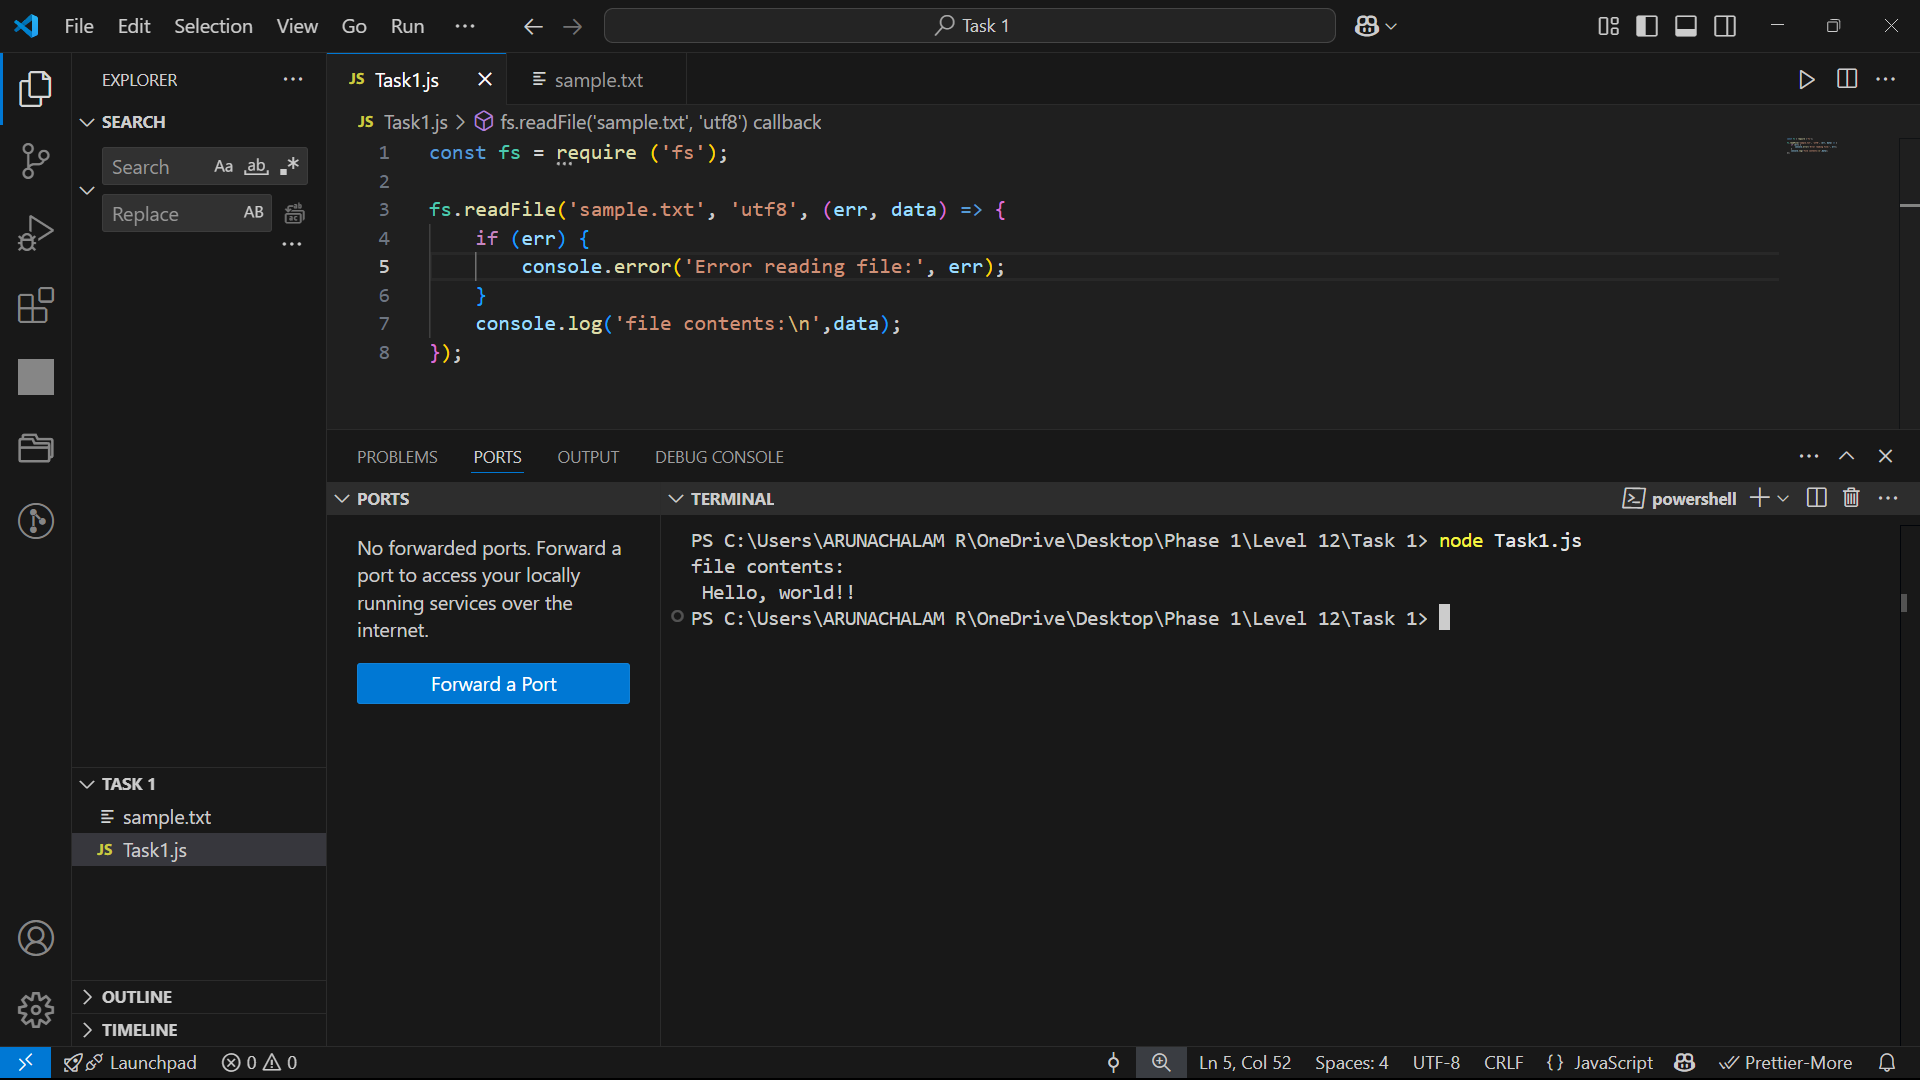 File Edit Selection View Go Run ··· Task 1
EXPLORER ···
SEARCH
Search Aa ab
Replace AB
···
JS Task1.js
sample.txt
JS Task1.js > fs.readFile('sample.txt', 'utf8') callback
1 const fs = require ('fs');
2
3 fs.readFile('sample.txt', 'utf8', (err, data) => {
4 if (err) {
5 console.error('Error reading file:', err);
6 }
7 console.log('file contents:\n',data);
8 });
PROBLEMS PORTS OUTPUT DEBUG CONSOLE
PORTS
No forwarded ports. Forward a
port to access your locally
running services over the
internet.
Forward a Port
TERMINAL
powershell
PS C:\Users\ARUNACHALAM R\OneDrive\Desktop\Phase 1\Level 12\Task 1> node Task1.js
file contents:
Hello, world!!
PS C:\Users\ARUNACHALAM R\OneDrive\Desktop\Phase 1\Level 12\Task 1>
TASK 1
sample.txt
JS Task1.js
OUTLINE
TIMELINE
Launchpad 0 0 Ln 5, Col 52 Spaces: 4 UTF-8 CRLF {} JavaScript Prettier-More